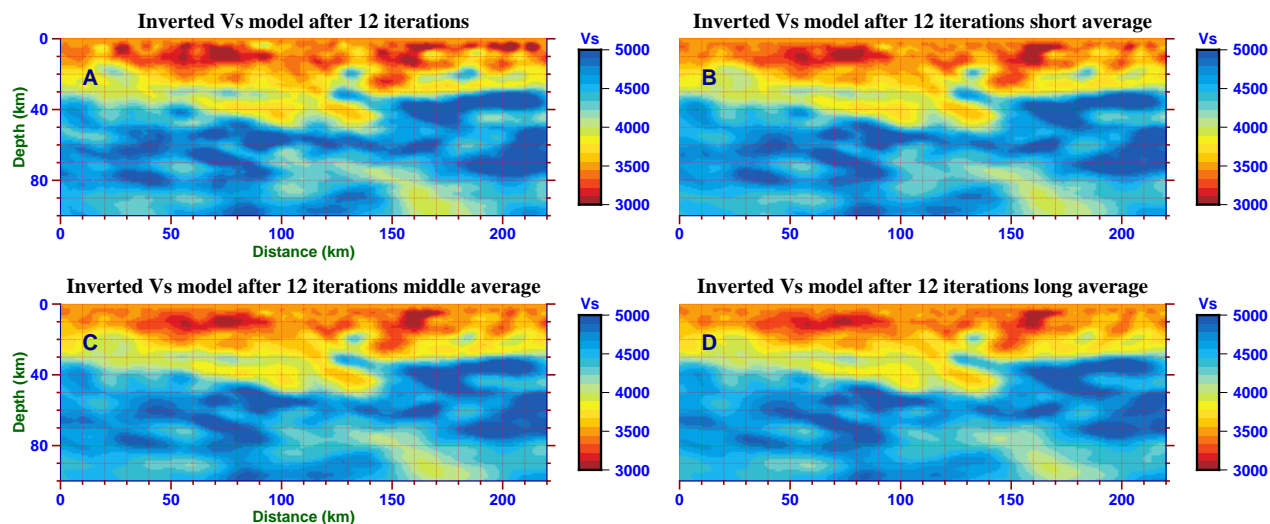 Inverted Vs model after 12 iterations
Vs
0
40
80
Depth (km)
A
5000
4500
4000
3500
3000
0 50 100 150 200
Distance (km)
Inverted Vs model after 12 iterations short average
Vs
0
40
80
B
5000
4500
4000
3500
3000
0 50 100 150 200
Inverted Vs model after 12 iterations middle average
Vs
0
40
80
Depth (km)
C
5000
4500
4000
3500
3000
0 50 100 150 200
Distance (km)
Inverted Vs model after 12 iterations long average
Vs
0
40
80
D
5000
4500
4000
3500
3000
0 50 100 150 200